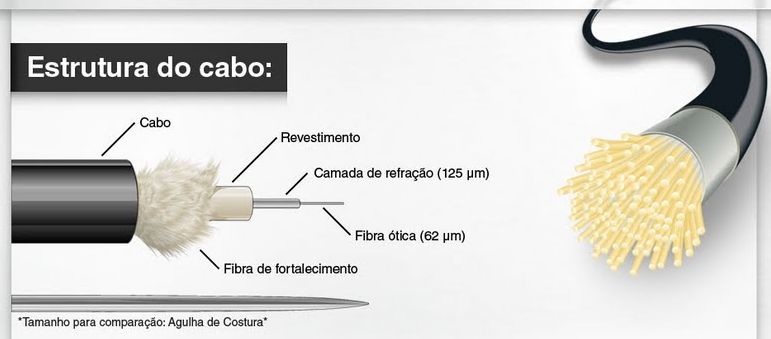 Estrutura do cabo:
Cabo
Revestimento
Camada de refração (125 µm)
Fibra ótica (62 µm)
Fibra de fortalecimento
*Tamanho para comparação: Agulha de Costura*